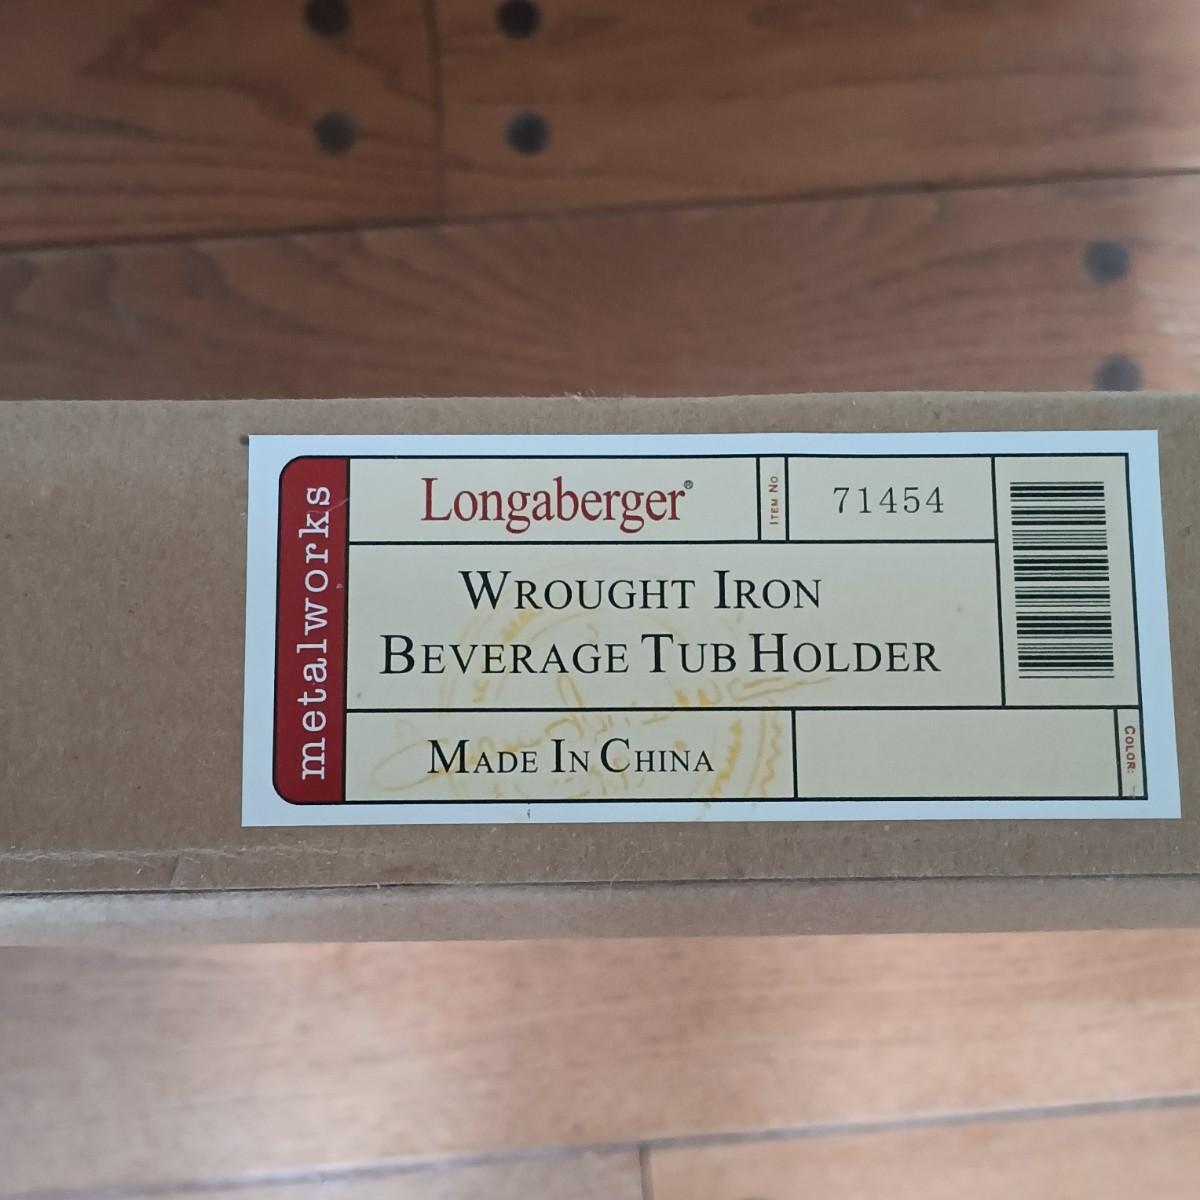 metalworks
Longaberger®
ITEM NO.
71454
WROUGHT IRON
BEVERAGE TUB HOLDER
MADE IN CHINA
COLOR: